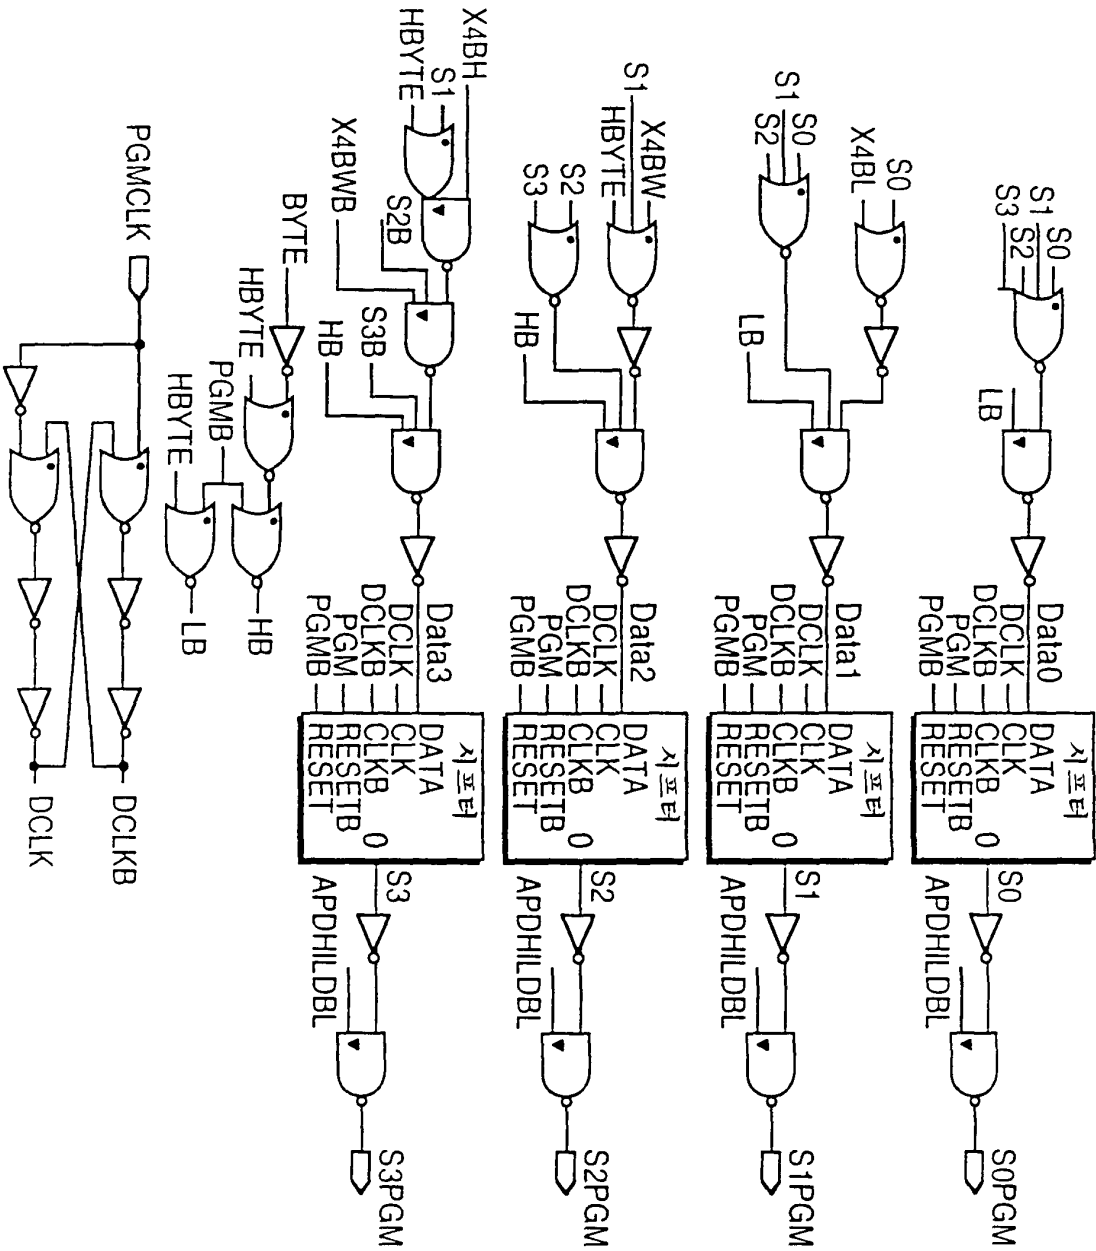 S0
S1
S2
S3
LB
Data0
DCLK
DCLKB
PGM
PGMB
시프터
DATA
CLK
CLKB
RESETB
RESET
O
S0
APDHILDBL
S0PGM
S0
X4BL
S0
S1
S2
LB
Data1
DCLK
DCLKB
PGM
PGMB
시프터
DATA
CLK
CLKB
RESETB
RESET
O
S1
APDHILDBL
S1PGM
X4BW
S1
HBYTE
S2
S3
HB
Data2
DCLK
DCLKB
PGM
PGMB
시프터
DATA
CLK
CLKB
RESETB
RESET
O
S2
APDHILDBL
S2PGM
X4BH
S1
HBYTE
S2B
X4BWB
S3B
HB
Data3
DCLK
DCLKB
PGM
PGMB
시프터
DATA
CLK
CLKB
RESETB
RESET
O
S3
APDHILDBL
S3PGM
BYTE
HBYTE
PGMB
HBYTE
HB
LB
PGMCLK
DCLKB
DCLK